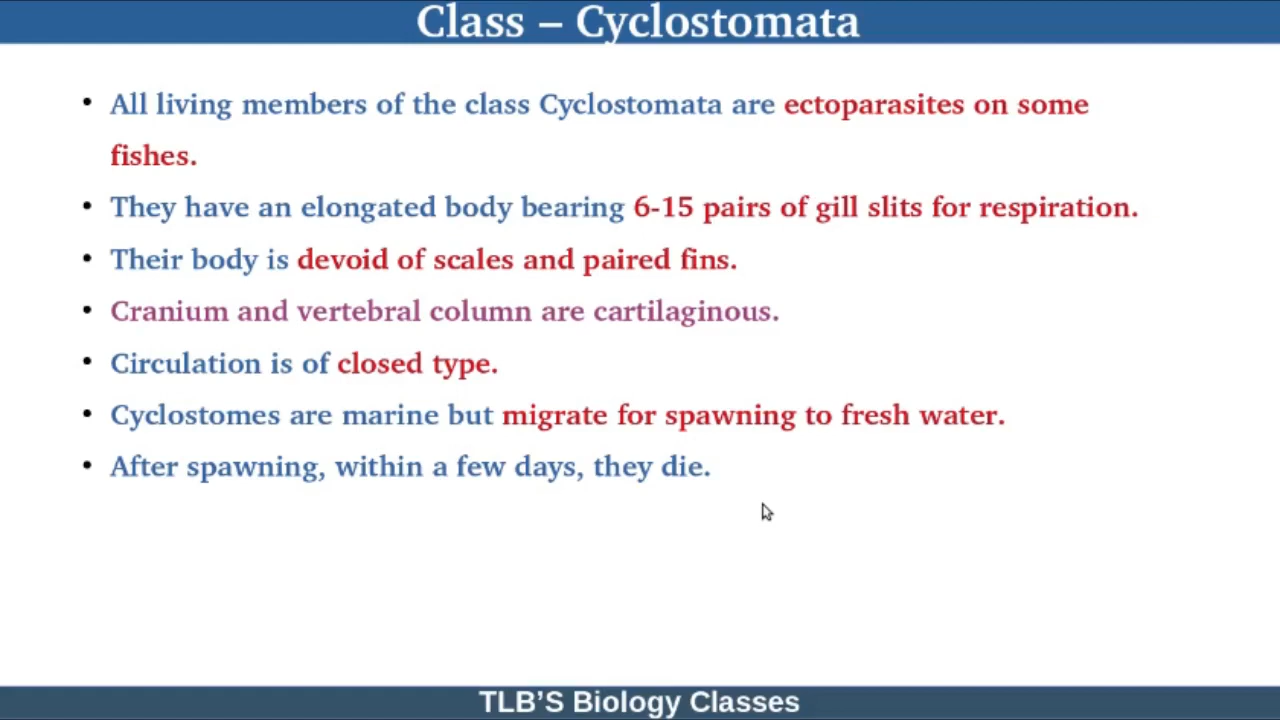 Class – Cyclostomata
• All living members of the class Cyclostomata are ectoparasites on some
fishes.
• They have an elongated body bearing 6-15 pairs of gill slits for respiration.
• Their body is devoid of scales and paired fins.
• Cranium and vertebral column are cartilaginous.
• Circulation is of closed type.
• Cyclostomes are marine but migrate for spawning to fresh water.
• After spawning, within a few days, they die.
TLB’S Biology Classes